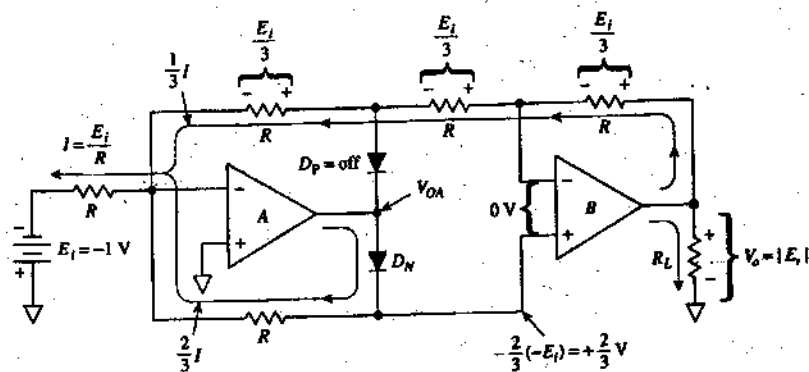 E_i/3
E_i/3
E_i/3
1/3 I
- +
- +
- +
R
R
R
I = E_i/R
D_P = off
V_OA
R
-
A
+
0 V
-
B
+
E_i = -1 V
-
+
D_N
R_L
+
-
V_o = |E_r|
2/3 I
R
-2/3(-E_i) = +2/3 V